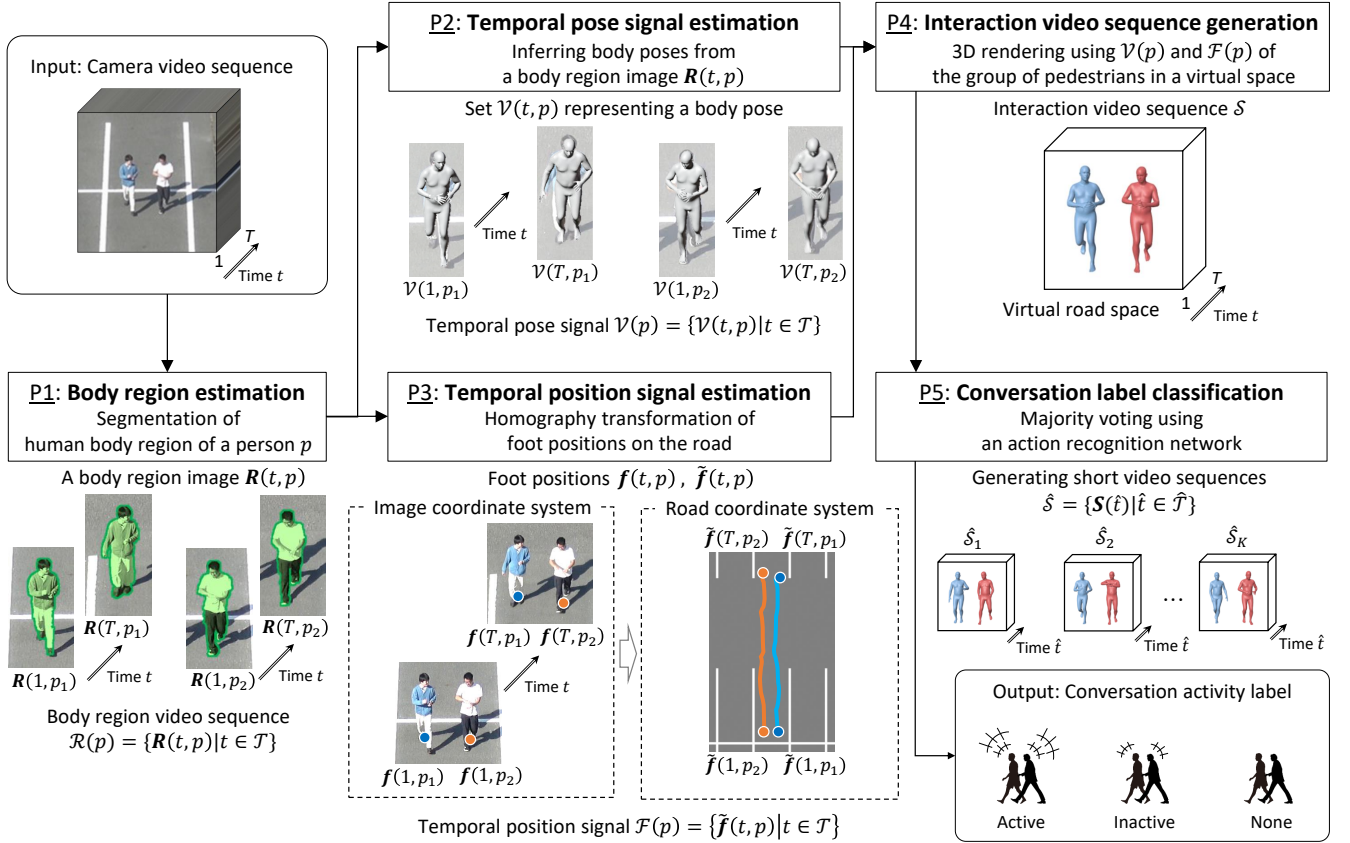 Input: Camera video sequence
1
T
Time t
P1: Body region estimation
Segmentation of
human body region of a person p
A body region image R(t, p)
R(1, p₁)
R(T, p₁)
Time t
R(1, p₂)
R(T, p₂)
Time t
Body region video sequence
ℛ(p) = {R(t, p)|t ∈ 𝒯}
P2: Temporal pose signal estimation
Inferring body poses from
a body region image R(t, p)
Set 𝒱(t, p) representing a body pose
Time t
Time t
𝒱(1, p₁)
𝒱(T, p₁)
𝒱(1, p₂)
𝒱(T, p₂)
Temporal pose signal 𝒱(p) = {𝒱(t, p)|t ∈ 𝒯}
P3: Temporal position signal estimation
Homography transformation of
foot positions on the road
Foot positions f(t, p) , f̃(t, p)
Image coordinate system
f(T, p₁) f(T, p₂)
Time t
f(1, p₁) f(1, p₂)
Road coordinate system
f̃(T, p₂) f̃(T, p₁)
f̃(1, p₂) f̃(1, p₁)
Temporal position signal ℱ(p) = {f̃(t, p)|t ∈ 𝒯}
P4: Interaction video sequence generation
3D rendering using 𝒱(p) and ℱ(p) of
the group of pedestrians in a virtual space
Interaction video sequence 𝒮
Virtual road space
1
T
Time t
P5: Conversation label classification
Majority voting using
an action recognition network
Generating short video sequences
𝒮̂ = {S(t̂)|t̂ ∈ 𝒯̂}
𝒮̂₁ 𝒮̂₂ 𝒮̂_K
...
Time t̂ Time t̂ Time t̂
Output: Conversation activity label
Active Inactive None